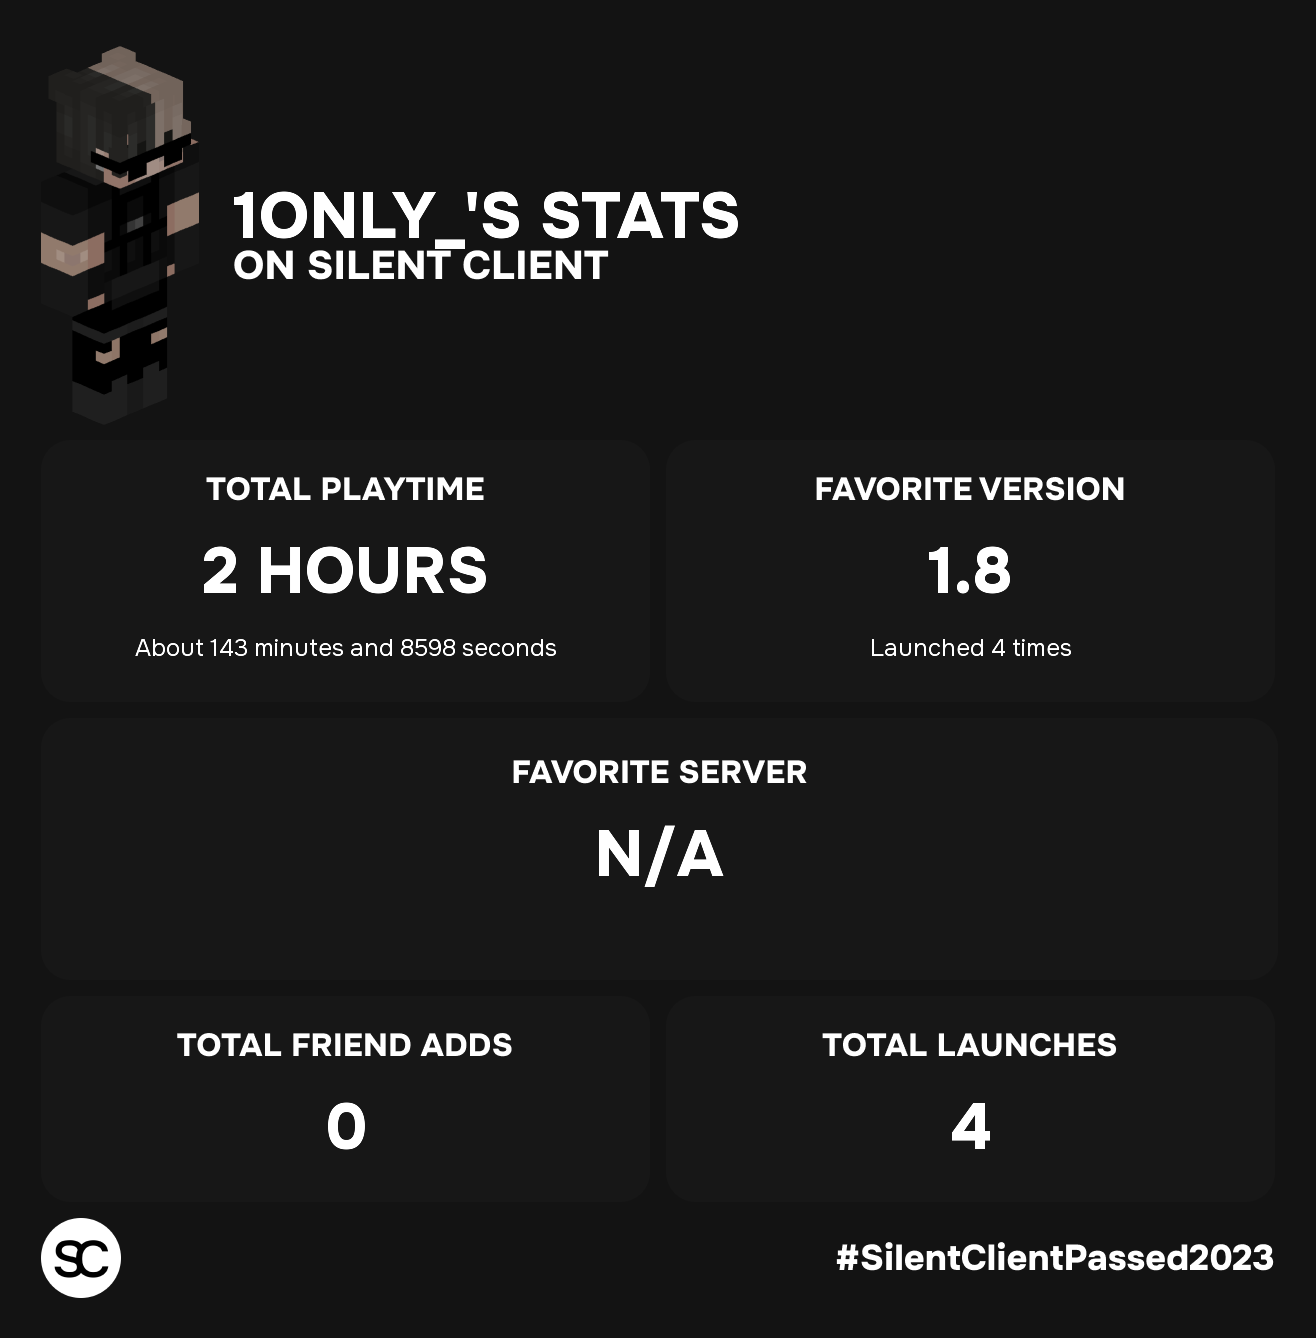 1ONLY_'S STATS
ON SILENT CLIENT
TOTAL PLAYTIME
2 HOURS
About 143 minutes and 8598 seconds
FAVORITE VERSION
1.8
Launched 4 times
FAVORITE SERVER
N/A
TOTAL FRIEND ADDS
0
TOTAL LAUNCHES
4
SC
#SilentClientPassed2023